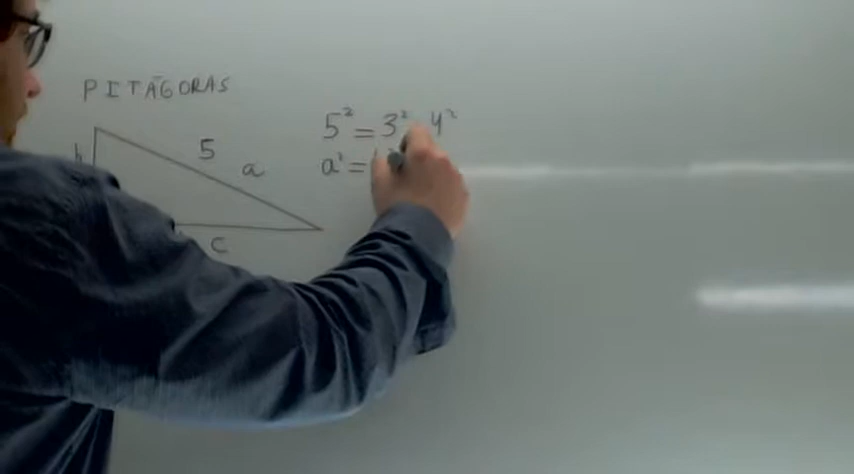 PITÁGORAS
5
a
c
5² = 3² 4²
a² =